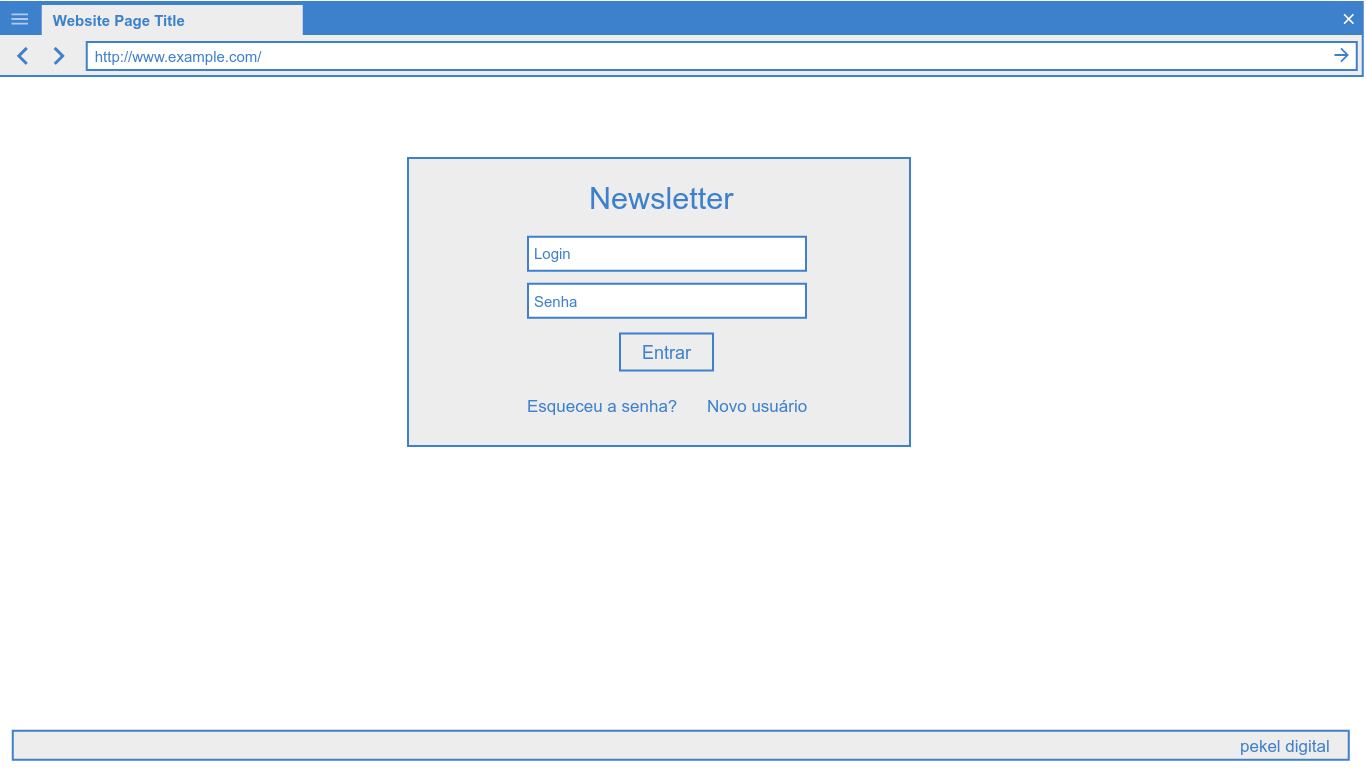 Website Page Title
http://www.example.com/
Newsletter
Login
Senha
Entrar
Esqueceu a senha? Novo usuário
pekel digital